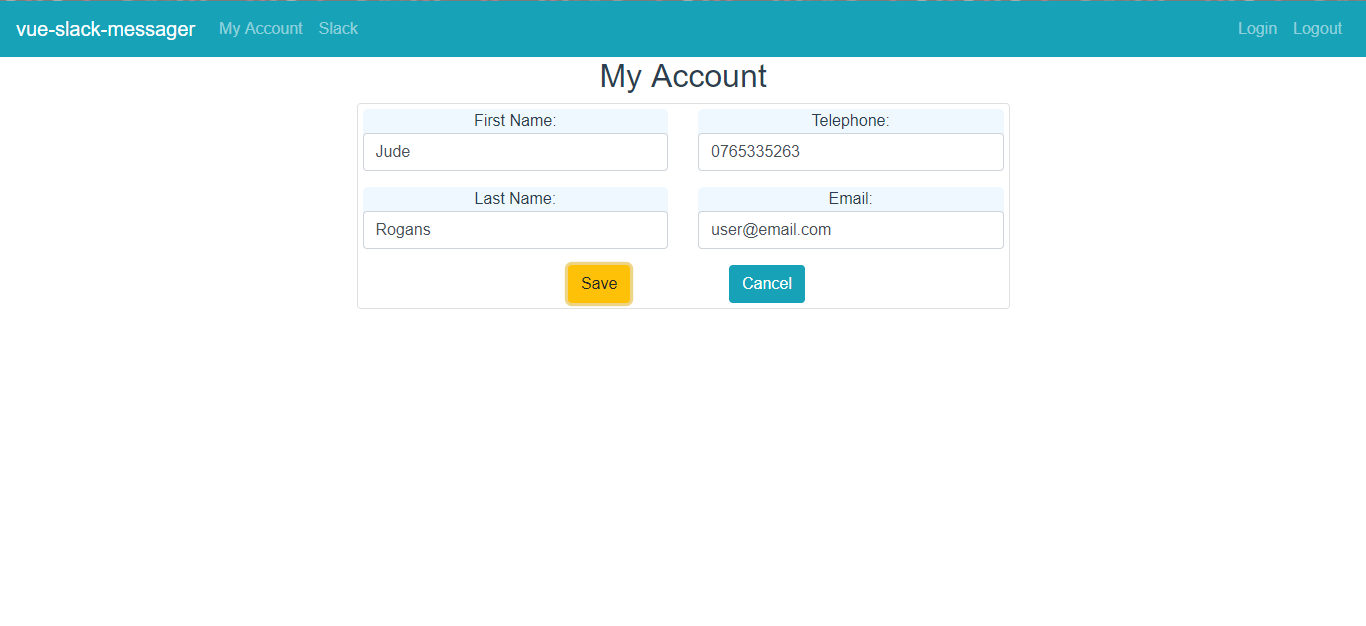 vue-slack-messager My Account Slack Login Logout
My Account
First Name: Telephone:
Jude 0765335263
Last Name: Email:
Rogans user@email.com
Save Cancel